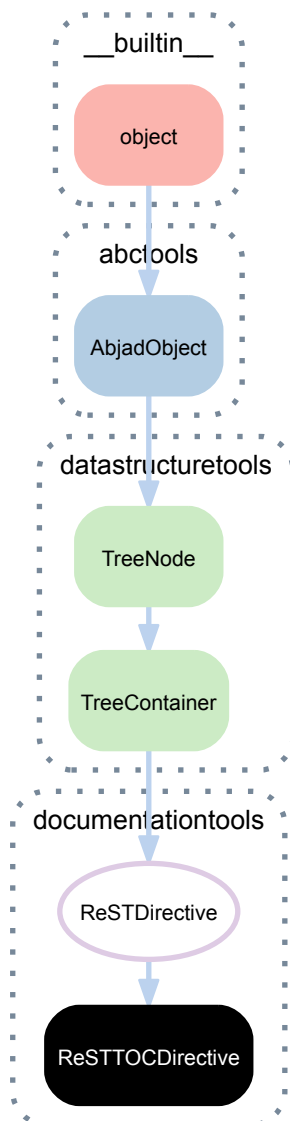 __builtin__
object
abctools
AbjadObject
datastructuretools
TreeNode
TreeContainer
documentationtools
ReSTDirective
ReSTTOCDirective